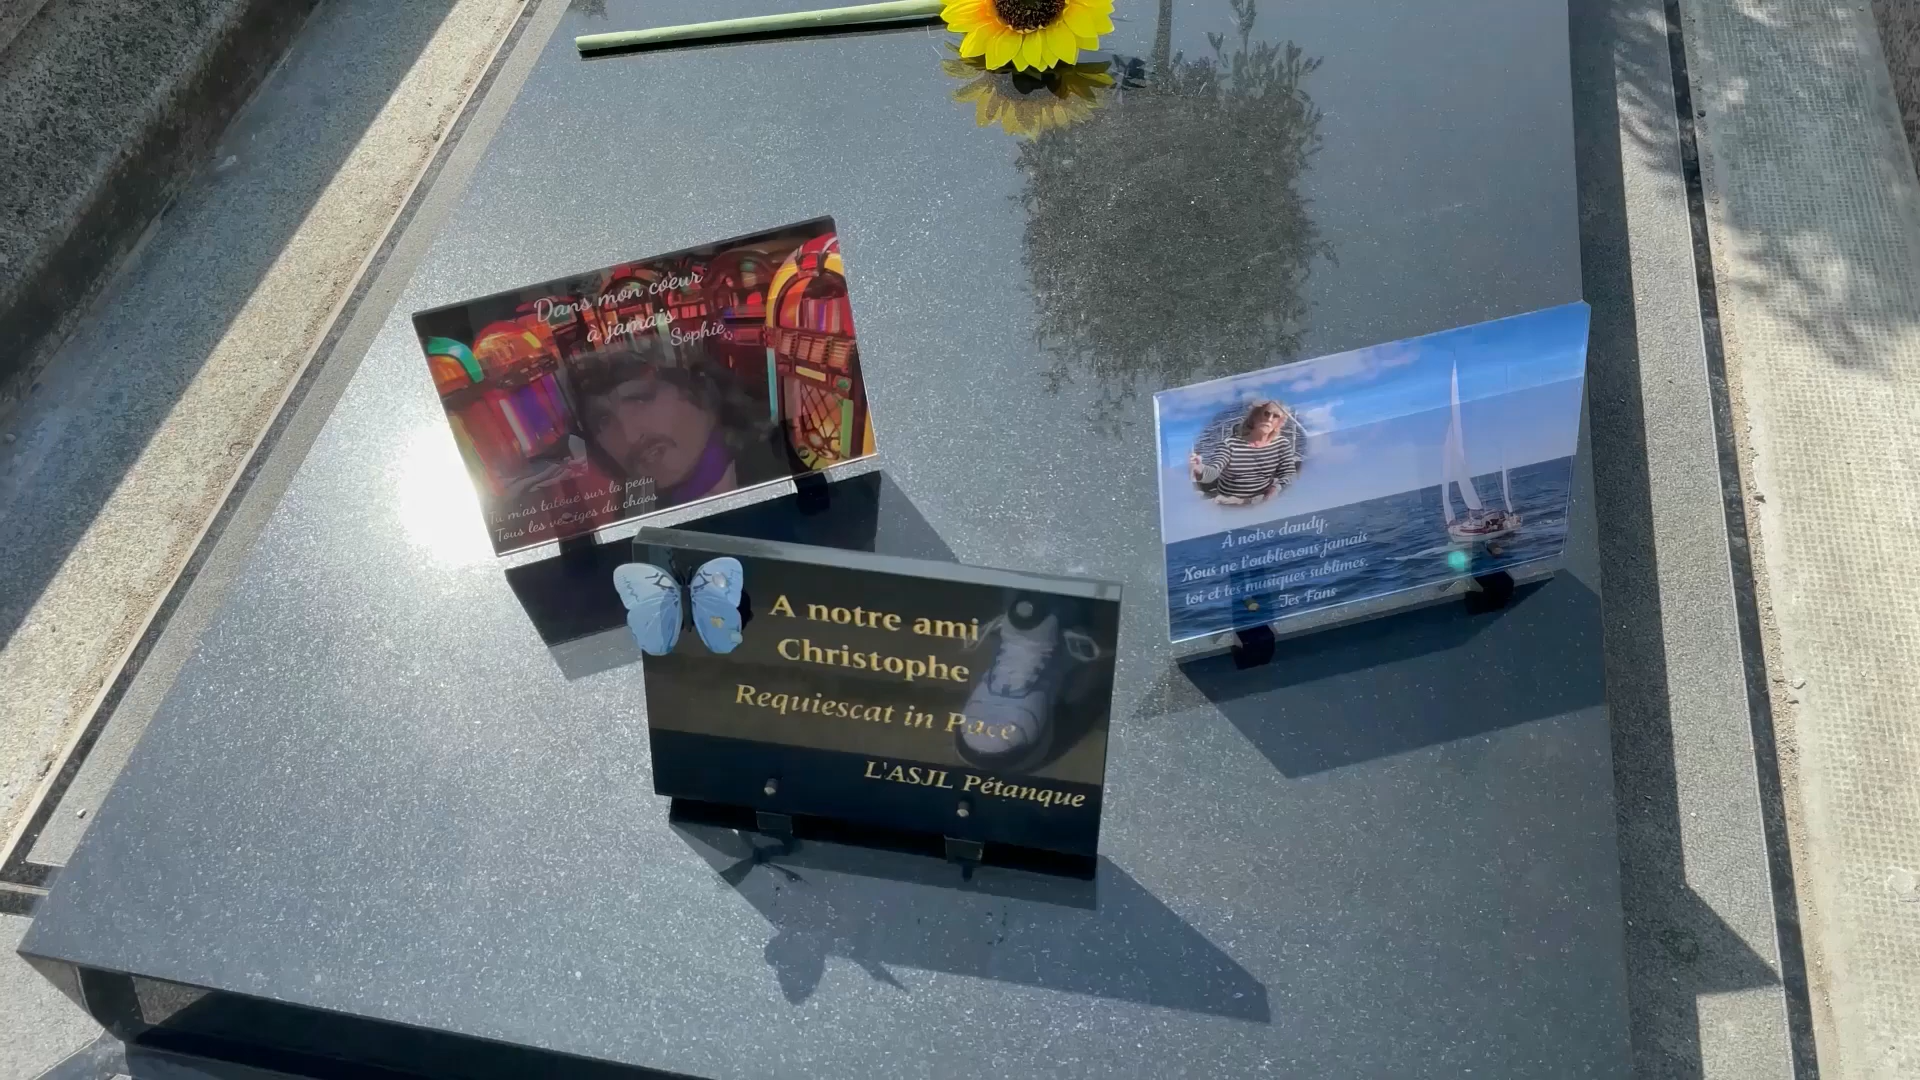 Dans mon coeur
à jamais
Sophie
Tu m'as tatoué sur la peau
Tous les vestiges du chaos
A notre ami
Christophe
Requiescat in Pace
L'ASJL Pétanque
À notre dandy,
Nous ne l'oublierons jamais
toi et tes musiques sublimes.
Tes Fans